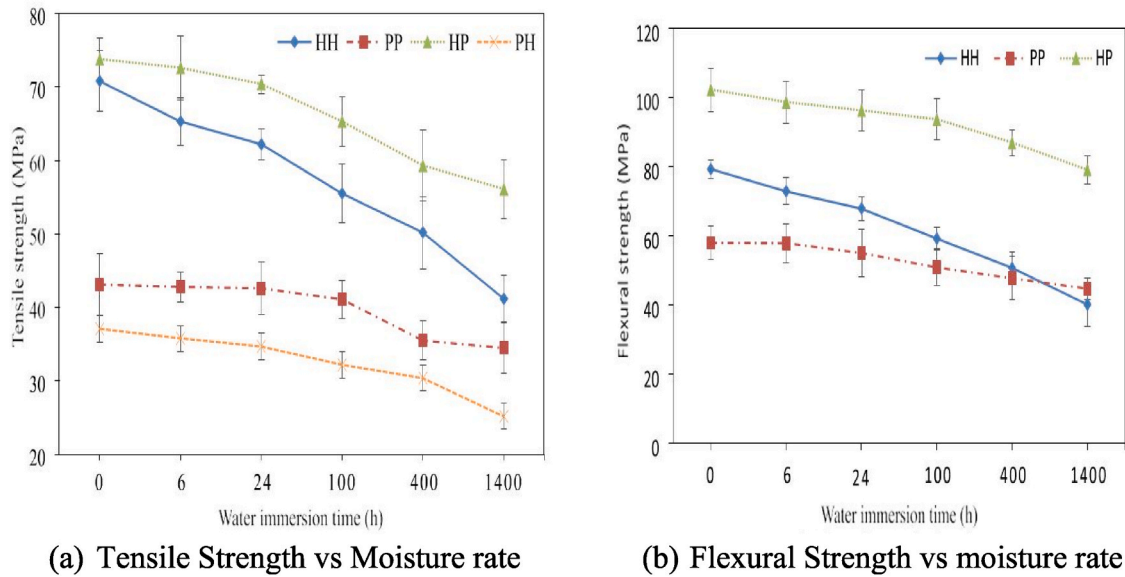 80
70
60
50
40
30
20
Tensile strength (MPa)
HH PP HP PH
0 6 24 100 400 1400
Water immersion time (h)
(a) Tensile Strength vs Moisture rate
120
100
80
60
40
20
0
Flexural strength (MPa)
HH PP HP
0 6 24 100 400 1400
Water immersion time (h)
(b) Flexural Strength vs moisture rate